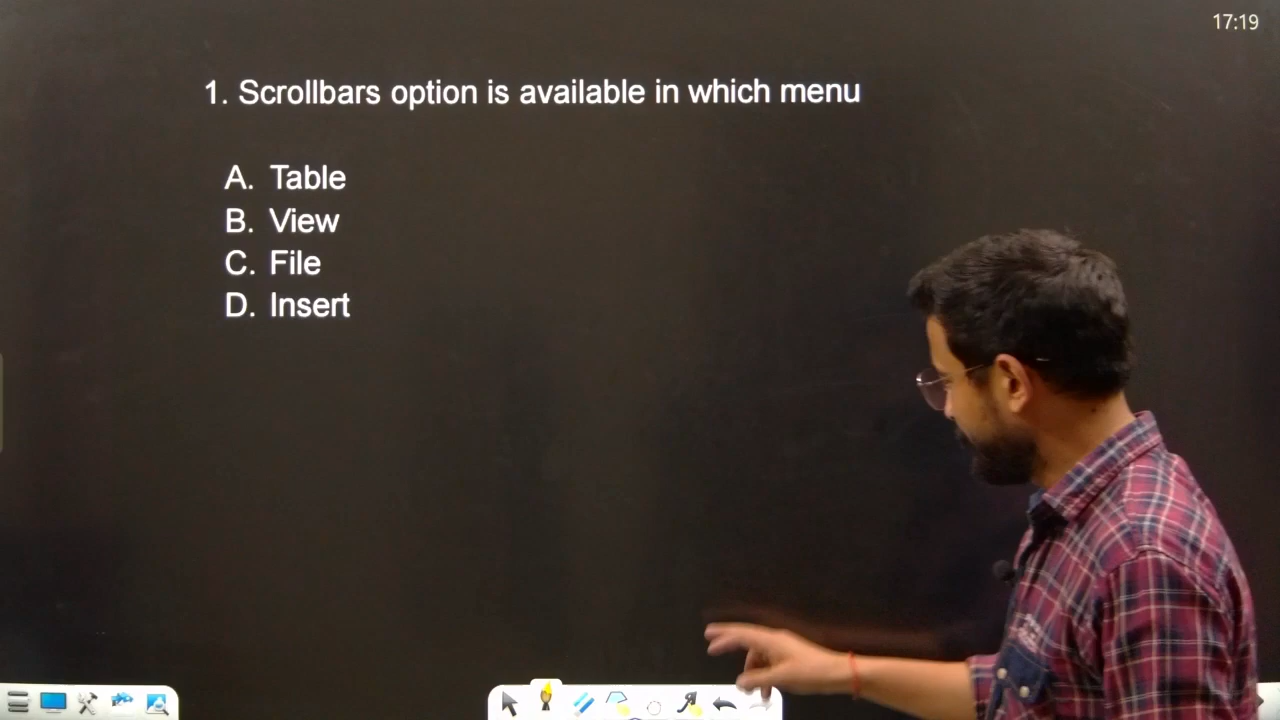 17:19
1. Scrollbars option is available in which menu
A. Table
B. View
C. File
D. Insert